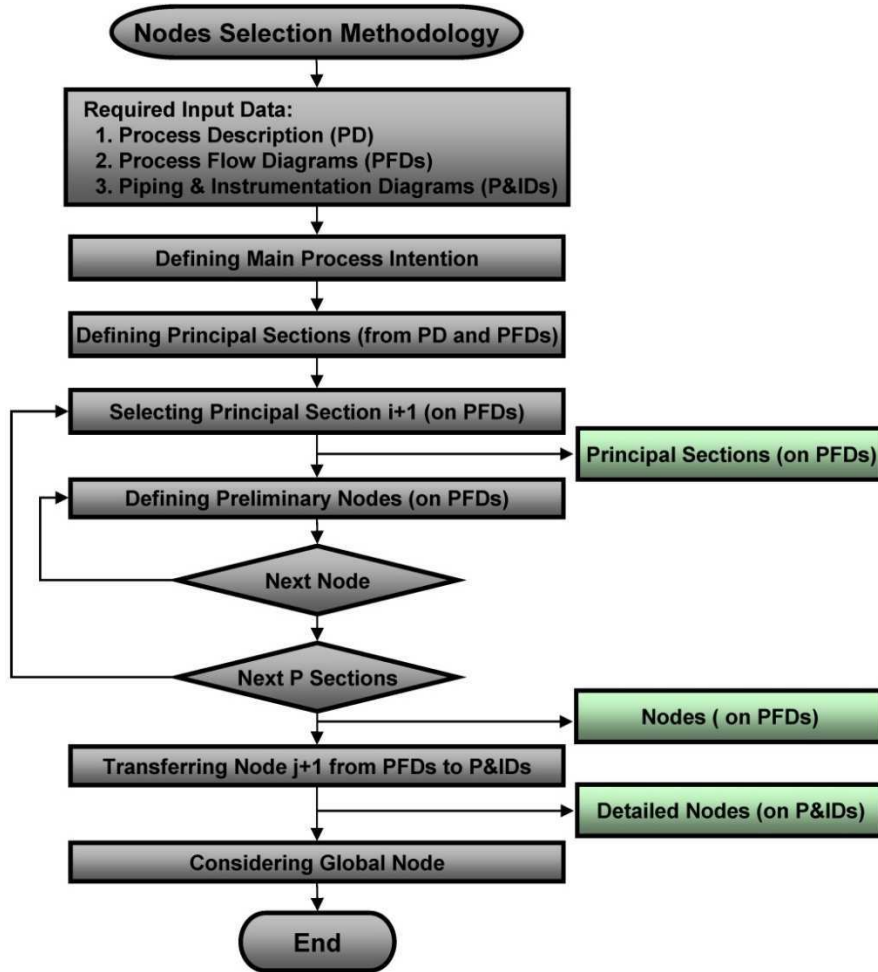 Nodes Selection Methodology
Required Input Data:
1. Process Description (PD)
2. Process Flow Diagrams (PFDs)
3. Piping & Instrumentation Diagrams (P&IDs)
Defining Main Process Intention
Defining Principal Sections (from PD and PFDs)
Selecting Principal Section i+1 (on PFDs)
Principal Sections (on PFDs)
Defining Preliminary Nodes (on PFDs)
Next Node
Next P Sections
Nodes ( on PFDs)
Transferring Node j+1 from PFDs to P&IDs
Detailed Nodes (on P&IDs)
Considering Global Node
End